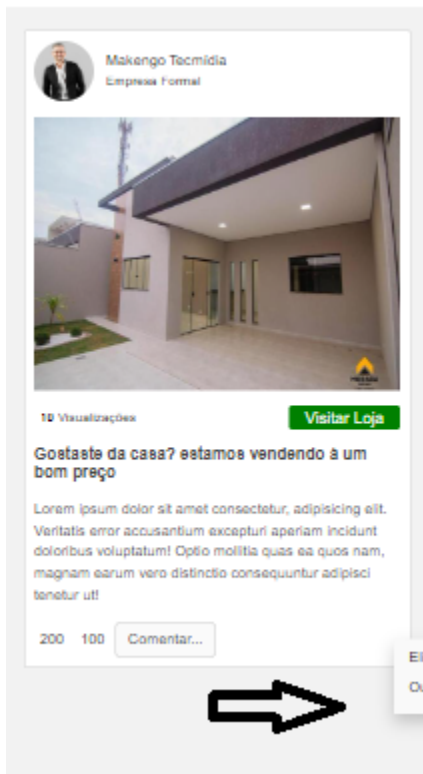 Makengo Tecmidia
Empresa Formal
10 Visualizações
Visitar Loja
Gostaste da casa? estamos vendendo à um
bom preço
Lorem ipsum dolor sit amet consectetur, adipisicing elit.
Veritatis error accusantium excepturi aperiam incidunt
doloribus voluptatum! Optio mollitia quas ea quos nam,
magnam earum vero distinctio consequuntur adipisci
tenetur ut!
200 100 Comentar...